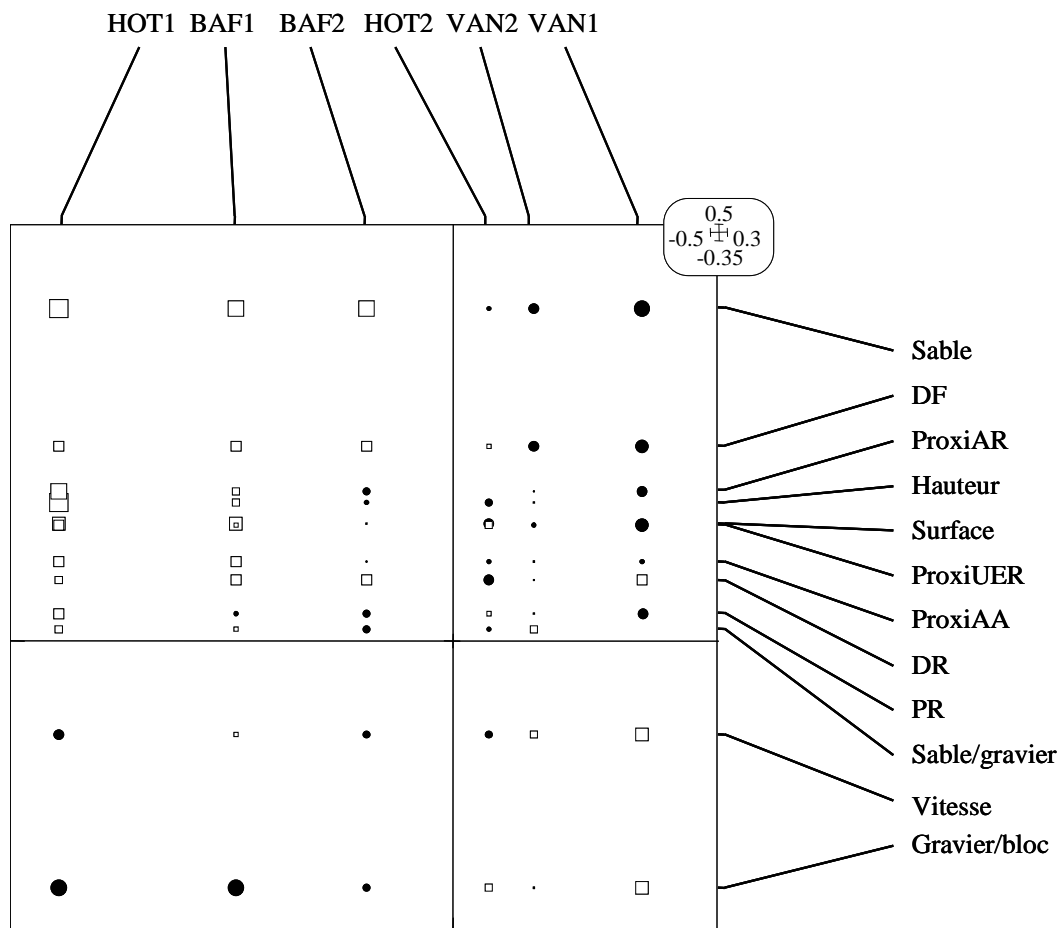 HOT1 BAF1 BAF2 HOT2 VAN2 VAN1
0.5
-0.5 0.3
-0.35
Sable
DF
ProxiAR
Hauteur
Surface
ProxiUER
ProxiAA
DR
PR
Sable/gravier
Vitesse
Gravier/bloc